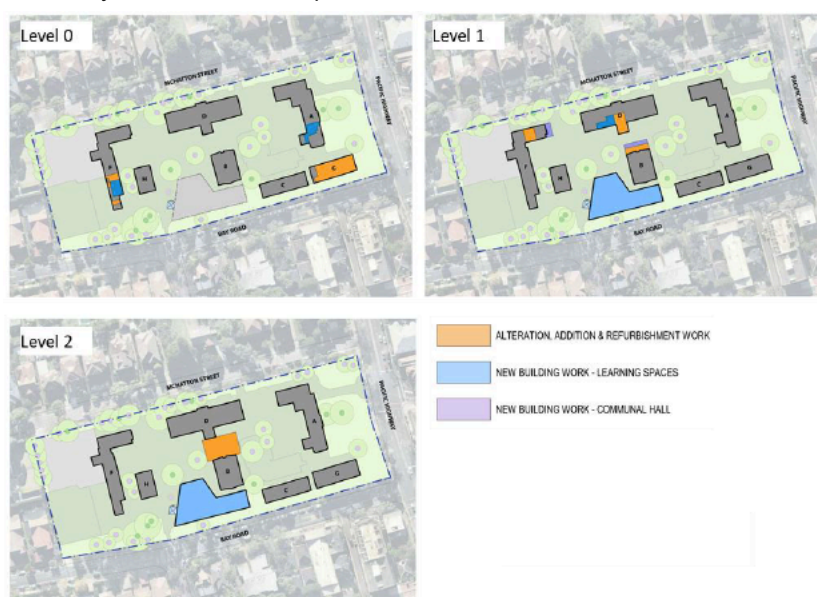 Level 0
MCHATTON STREET
PACIFIC HIGHWAY
D
A
F
H
B
C
G
BAY ROAD
Level 1
MCHATTON STREET
PACIFIC HIGHWAY
D
A
F
H
B
C
G
BAY ROAD
Level 2
MCHATTON STREET
PACIFIC HIGHWAY
D
A
F
H
B
C
G
BAY ROAD
ALTERATION, ADDITION & REFURBISHMENT WORK
NEW BUILDING WORK - LEARNING SPACES
NEW BUILDING WORK - COMMUNAL HALL